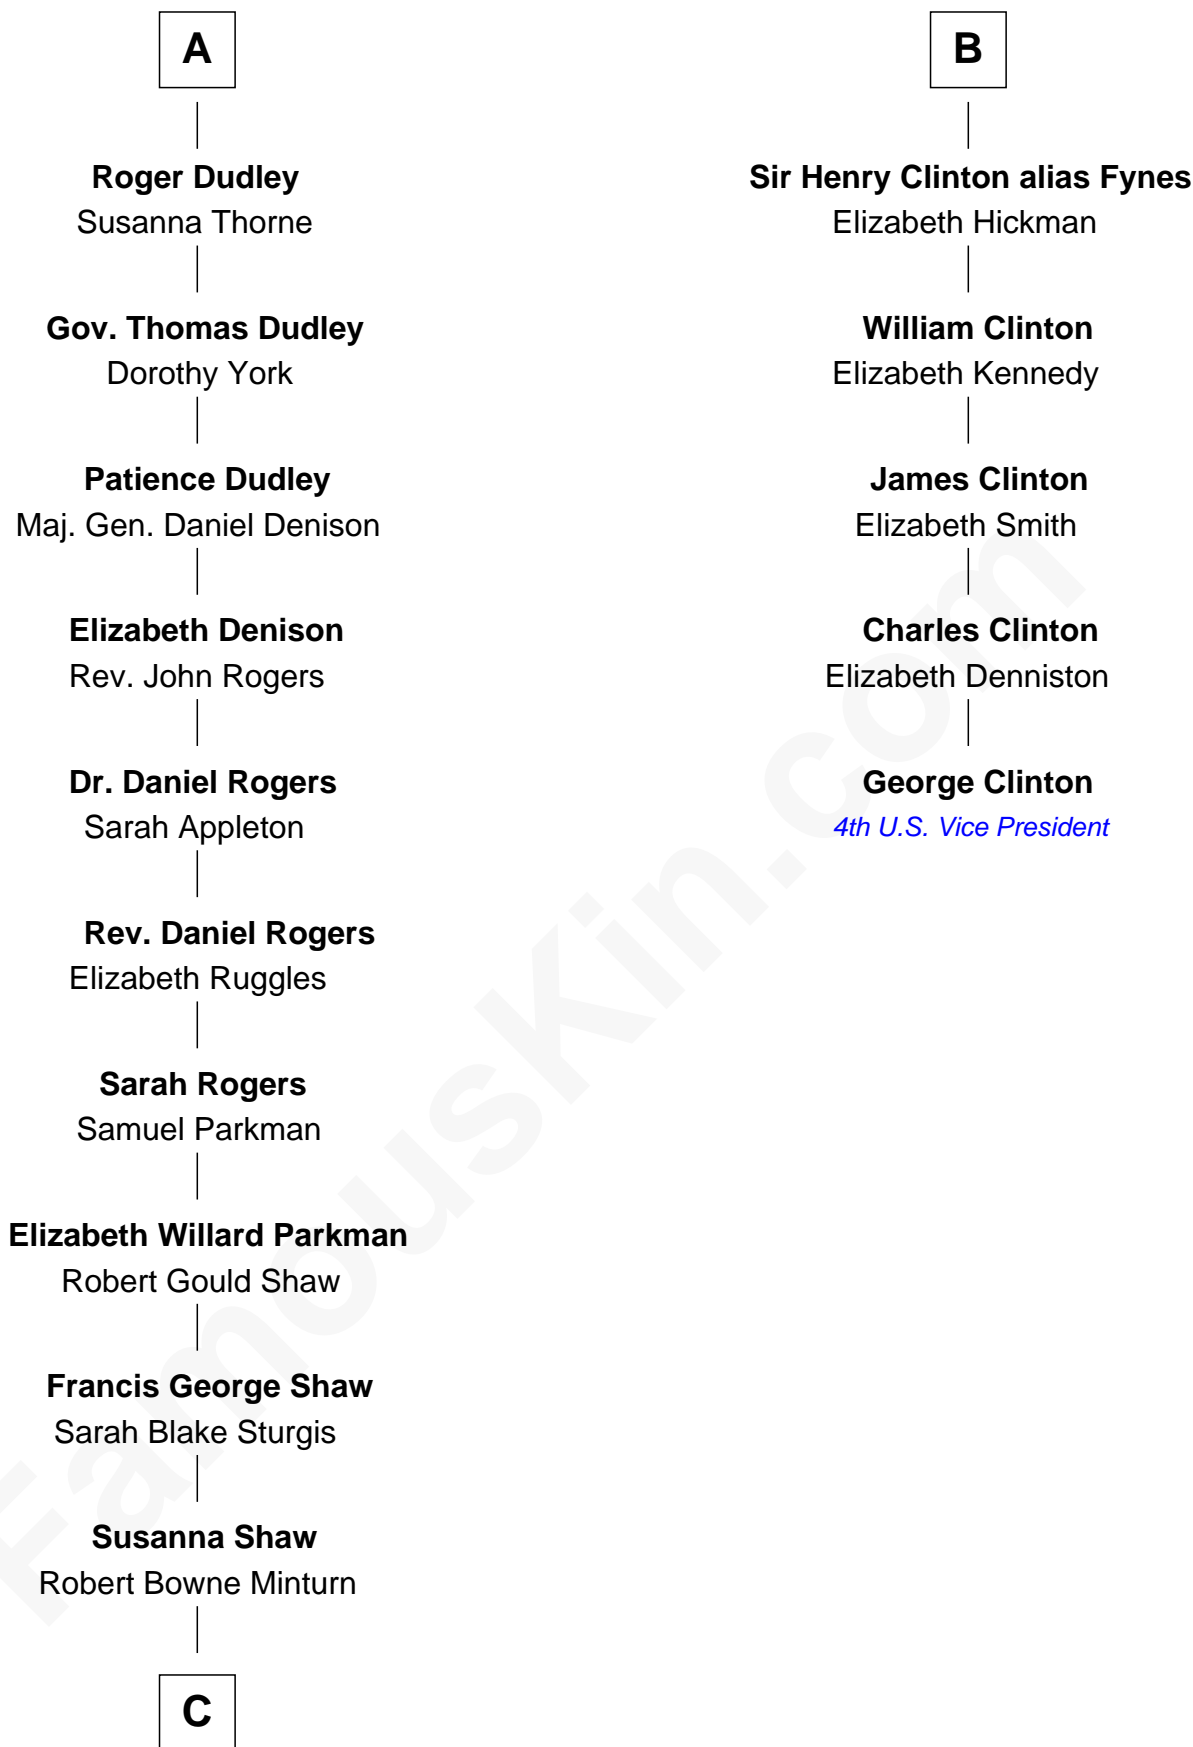 A
Roger Dudley
Susanna Thorne
Gov. Thomas Dudley
Dorothy York
Patience Dudley
Maj. Gen. Daniel Denison
Elizabeth Denison
Rev. John Rogers
Dr. Daniel Rogers
Sarah Appleton
Rev. Daniel Rogers
Elizabeth Ruggles
Sarah Rogers
Samuel Parkman
Elizabeth Willard Parkman
Robert Gould Shaw
Francis George Shaw
Sarah Blake Sturgis
Susanna Shaw
Robert Bowne Minturn
C
B
Sir Henry Clinton alias Fynes
Elizabeth Hickman
William Clinton
Elizabeth Kennedy
James Clinton
Elizabeth Smith
Charles Clinton
Elizabeth Denniston
George Clinton
4th U.S. Vice President
FamousKin.com